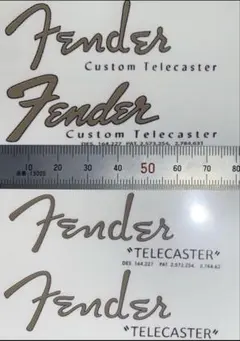 Fender
Custom Telecaster
Fender
Custom Telecaster
DES 164,227 PAT 2,573,254, 2,784,631
10 20 30 40 50 60 70 80
Fender
"TELECASTER"
DES 164,227 PAT 2,573,254, 2,784,63
Fender
"TELECASTER"